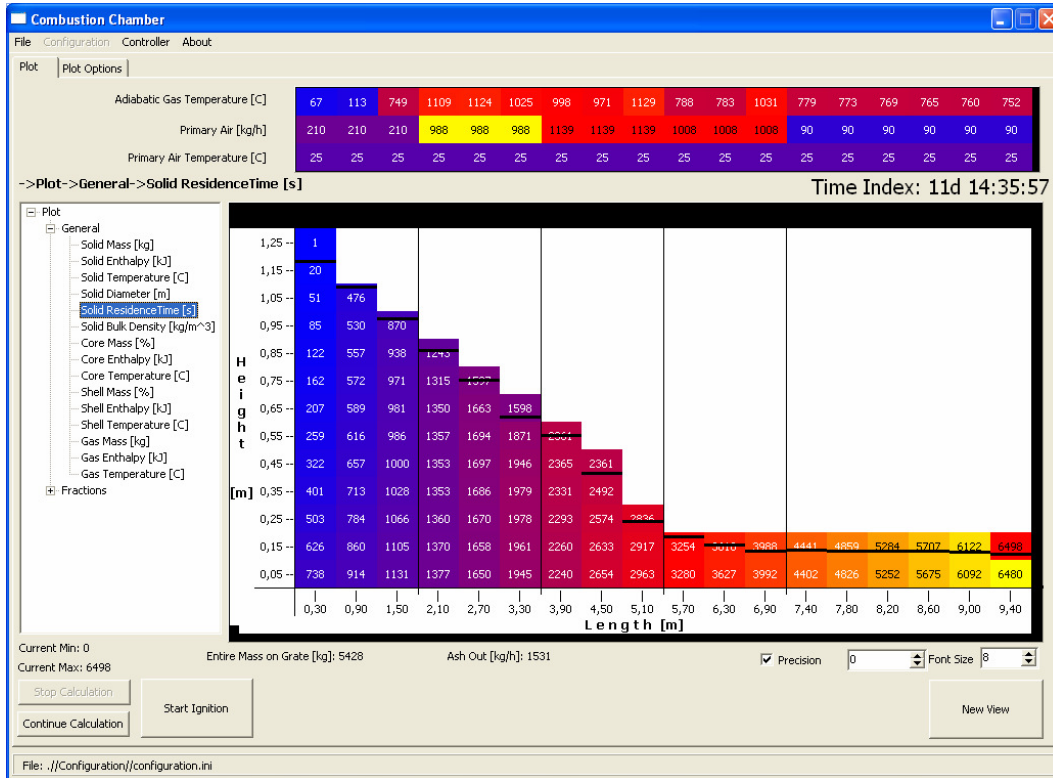 Combustion Chamber
File Configuration Controller About
Plot Plot Options
Adiabatic Gas Temperature [C] 67 113 749 1109 1124 1025 998 971 1129 788 783 1031 779 773 769 765 760 752
Primary Air [kg/h] 210 210 210 988 988 988 1139 1139 1139 1008 1008 1008 90 90 90 90 90 90
Primary Air Temperature [C] 25 25 25 25 25 25 25 25 25 25 25 25 25 25 25 25 25 25
->Plot->General->Solid ResidenceTime [s]
Time Index: 11d 14:35:57
Plot
General
Solid Mass [kg]
Solid Enthalpy [kJ]
Solid Temperature [C]
Solid Diameter [m]
Solid ResidenceTime [s]
Solid Bulk Density [kg/m^3]
Core Mass [%]
Core Enthalpy [kJ]
Core Temperature [C]
Shell Mass [%]
Shell Enthalpy [kJ]
Shell Temperature [C]
Gas Mass [kg]
Gas Enthalpy [kJ]
Gas Temperature [C]
Fractions
Height [m]
1,25 -- 1
1,15 -- 20
1,05 -- 51 476
0,95 -- 85 530 870
0,85 -- 122 557 938 1243
0,75 -- 162 572 971 1315 1597
0,65 -- 207 589 981 1350 1663 1598
0,55 -- 259 616 986 1357 1694 1871 2361
0,45 -- 322 657 1000 1353 1697 1946 2365 2361
0,35 -- 401 713 1028 1353 1686 1979 2331 2492
0,25 -- 503 784 1066 1360 1670 1978 2293 2574 2836
0,15 -- 626 860 1105 1370 1658 1961 2260 2633 2917 3254 3988 4441 4859 5284 5707 6122 6498
0,05 -- 738 914 1131 1377 1650 1945 2240 2654 2963 3280 3627 3992 4402 4826 5252 5675 6092 6480
0,30 0,90 1,50 2,10 2,70 3,30 3,90 4,50 5,10 5,70 6,30 6,90 7,40 7,80 8,20 8,60 9,00 9,40
Length [m]
Current Min: 0
Current Max: 6498
Entire Mass on Grate [kg]: 5428
Ash Out [kg/h]: 1531
Precision 0 Font Size 8
Stop Calculation
Continue Calculation
Start Ignition
New View
File: .//Configuration//configuration.ini